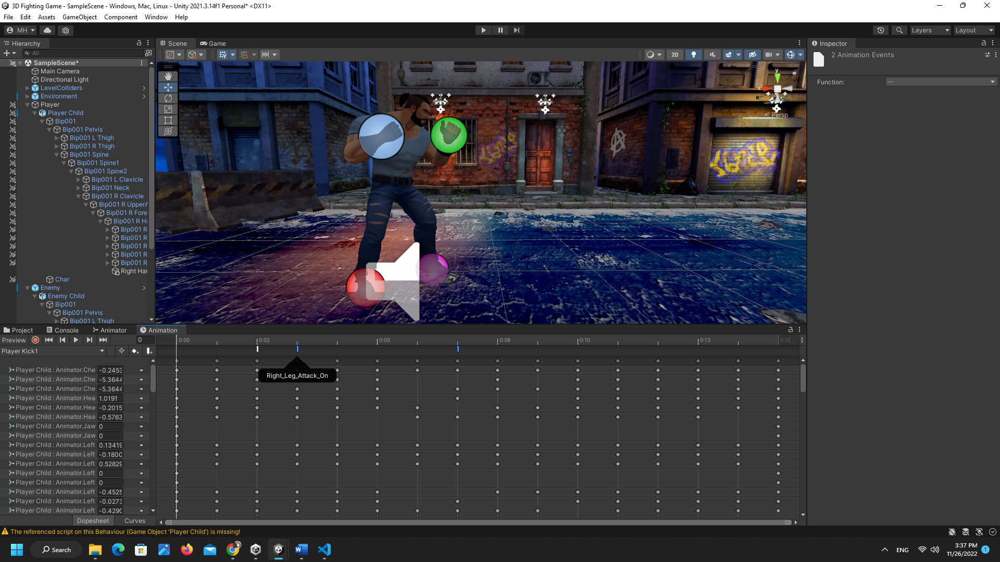 3D Fighting Game - SampleScene - Windows, Mac, Linux - Unity 2021.3.14f1 Personal* <DX11>
File Edit Assets GameObject Component Window Help
MH
Layers
Layout
Hierarchy
All
SampleScene*
Main Camera
Directional Light
LevelColliders
Environment
Player
Player Child
Bip001
Bip001 Pelvis
Bip001 L Thigh
Bip001 R Thigh
Bip001 Spine
Bip001 Spine1
Bip001 Spine2
Bip001 L Clavicle
Bip001 Neck
Bip001 R Clavicle
Bip001 R UpperA
Bip001 R Fore
Bip001 R Ha
Bip001 R
Bip001 R
Bip001 R
Bip001 R
Bip001 R
Right Har
Char
Enemy
Enemy Child
Bip001
Bip001 Pelvis
Bip001 L Thigh
Scene
Game
2D
y
x
Persp
Inspector
2 Animation Events
Function:
Project
Console
Animator
Animation
Preview
0
0:00 0:02 0:05 0:08 0:10 0:13 0:15
Player Kick1
Right_Leg_Attack_On
Player Child : Animator.Che -0.2453
Player Child : Animator.Che -5.3644
Player Child : Animator.Che -5.3644
Player Child : Animator.Hea 1.0191
Player Child : Animator.Hea -0.2015
Player Child : Animator.Hea -0.5763
Player Child : Animator.Jaw 0
Player Child : Animator.Jaw 0
Player Child : Animator.Left 0.13419
Player Child : Animator.Left -0.1800
Player Child : Animator.Left 0.52829
Player Child : Animator.Left 0
Player Child : Animator.Left 0
Player Child : Animator.Left -0.4525
Player Child : Animator.Left -0.0273
Player Child : Animator.Left -0.4290
Dopesheet
Curves
The referenced script on this Behaviour (Game Object 'Player Child') is missing!
Search
ENG
3:37 PM
11/26/2022
1